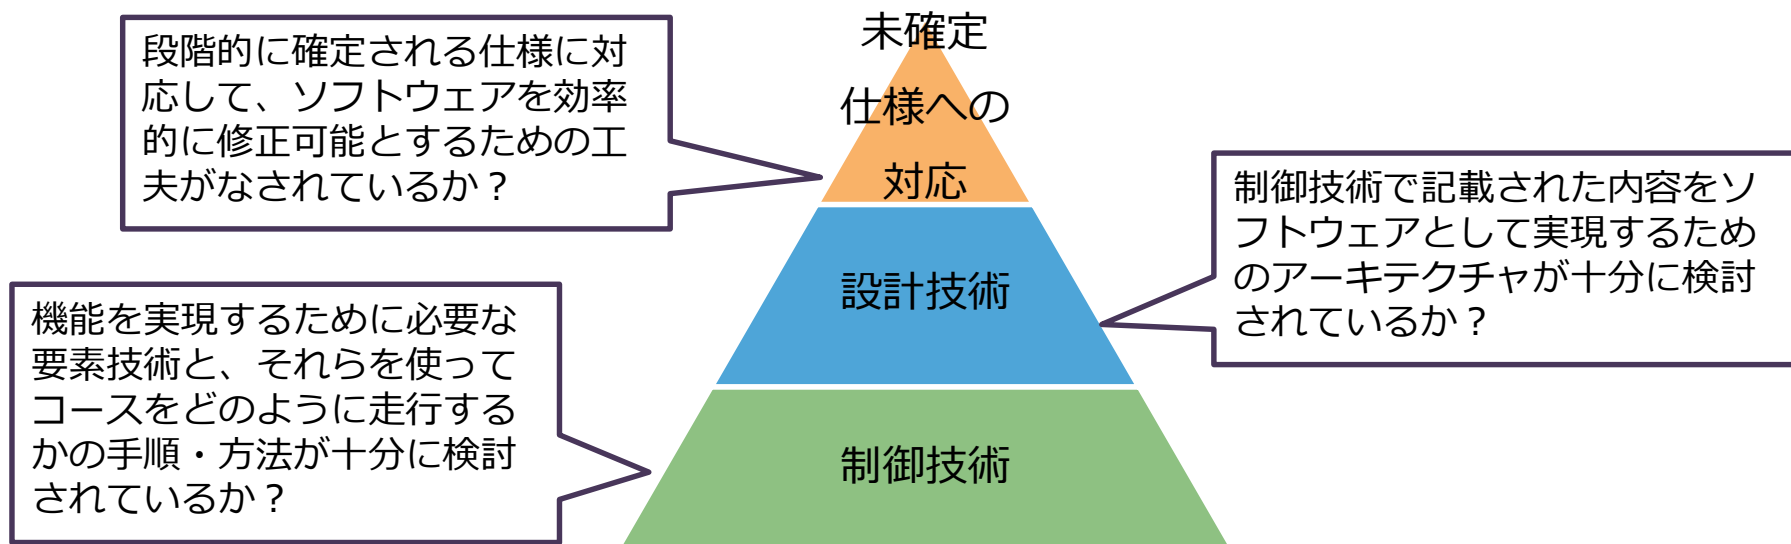 段階的に確定される仕様に対
応して、ソフトウェアを効率
的に修正可能とするための工
夫がなされているか？
未確定
仕様への
対応
制御技術で記載された内容をソ
フトウェアとして実現するため
のアーキテクチャが十分に検討
されているか？
設計技術
機能を実現するために必要な
要素技術と、それらを使って
コースをどのように走行する
かの手順・方法が十分に検討
されているか？
制御技術